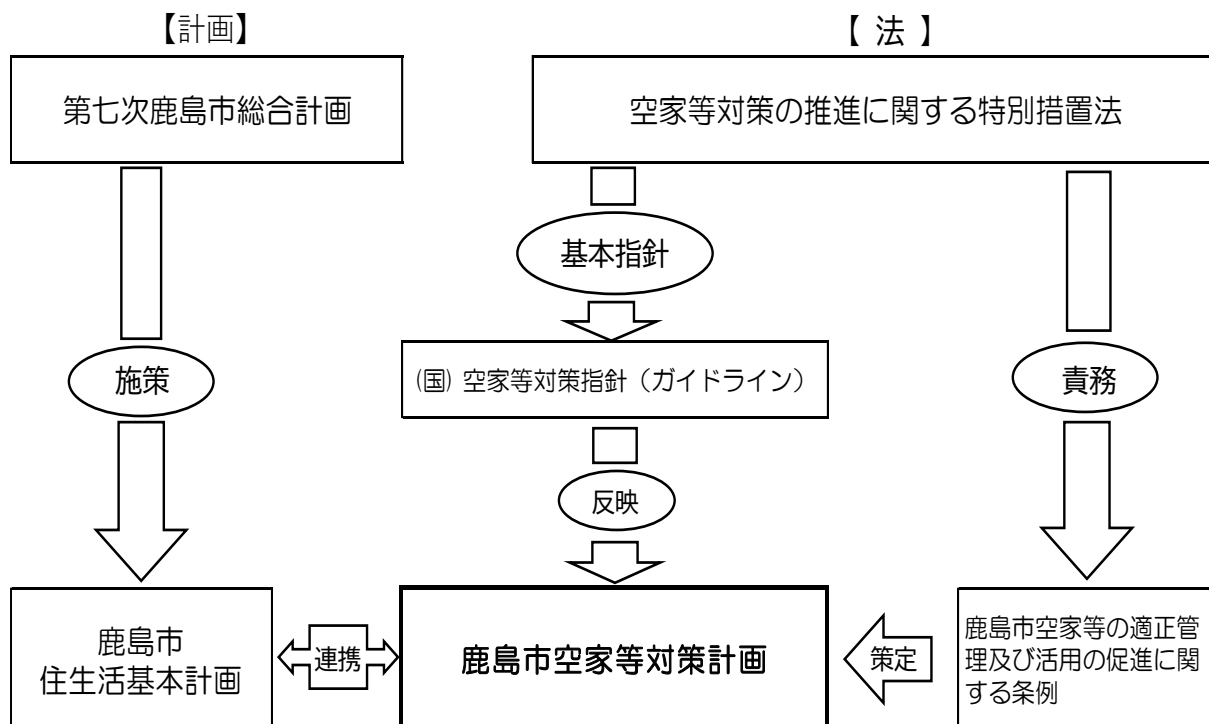 【計画】
【 法 】
第七次鹿島市総合計画
空家等対策の推進に関する特別措置法
基本指針
施策
(国) 空家等対策指針（ガイドライン）
責務
反映
鹿島市
住生活基本計画
連携
鹿島市空家等対策計画
策定
鹿島市空家等の適正管
理及び活用の促進に関
する条例